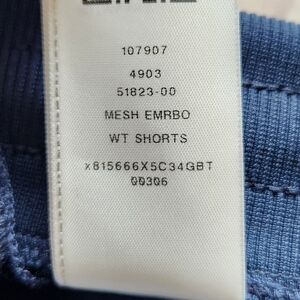 107907
4903
51823-00
MESH EMRBO
WT SHORTS
X815666X5C34GBT
00306